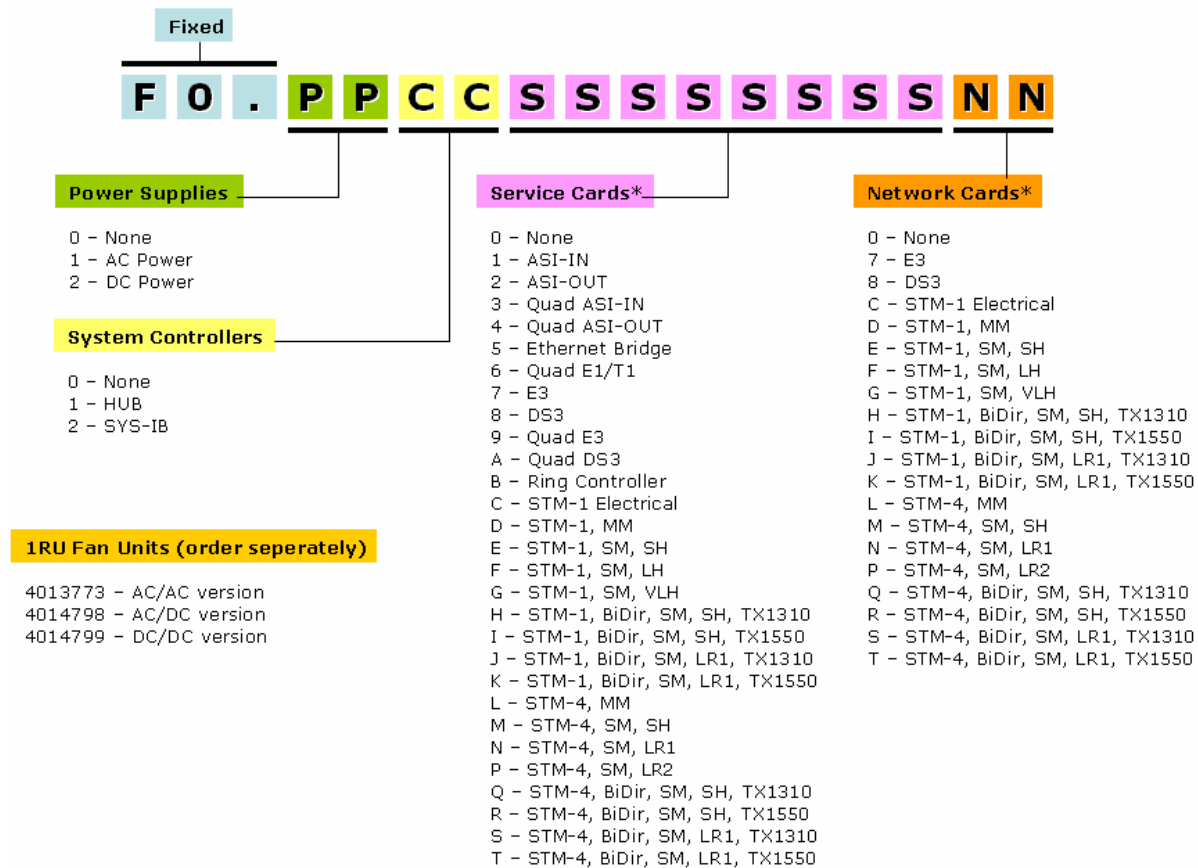 Fixed
F 0 . P P C C S S S S S S S S N N
Power Supplies
0 – None
1 – AC Power
2 – DC Power
System Controllers
0 – None
1 – HUB
2 – SYS-IB
1RU Fan Units (order seperately)
4013773 – AC/AC version
4014798 – AC/DC version
4014799 – DC/DC version
Service Cards*
0 – None
1 – ASI-IN
2 – ASI-OUT
3 – Quad ASI-IN
4 – Quad ASI-OUT
5 – Ethernet Bridge
6 – Quad E1/T1
7 – E3
8 – DS3
9 – Quad E3
A – Quad DS3
B – Ring Controller
C – STM-1 Electrical
D – STM-1, MM
E – STM-1, SM, SH
F – STM-1, SM, LH
G – STM-1, SM, VLH
H – STM-1, BiDir, SM, SH, TX1310
I – STM-1, BiDir, SM, SH, TX1550
J – STM-1, BiDir, SM, LR1, TX1310
K – STM-1, BiDir, SM, LR1, TX1550
L – STM-4, MM
M – STM-4, SM, SH
N – STM-4, SM, LR1
P – STM-4, SM, LR2
Q – STM-4, BiDir, SM, SH, TX1310
R – STM-4, BiDir, SM, SH, TX1550
S – STM-4, BiDir, SM, LR1, TX1310
T – STM-4, BiDir, SM, LR1, TX1550
Network Cards*
0 – None
7 – E3
8 – DS3
C – STM-1 Electrical
D – STM-1, MM
E – STM-1, SM, SH
F – STM-1, SM, LH
G – STM-1, SM, VLH
H – STM-1, BiDir, SM, SH, TX1310
I – STM-1, BiDir, SM, SH, TX1550
J – STM-1, BiDir, SM, LR1, TX1310
K – STM-1, BiDir, SM, LR1, TX1550
L – STM-4, MM
M – STM-4, SM, SH
N – STM-4, SM, LR1
P – STM-4, SM, LR2
Q – STM-4, BiDir, SM, SH, TX1310
R – STM-4, BiDir, SM, SH, TX1550
S – STM-4, BiDir, SM, LR1, TX1310
T – STM-4, BiDir, SM, LR1, TX1550